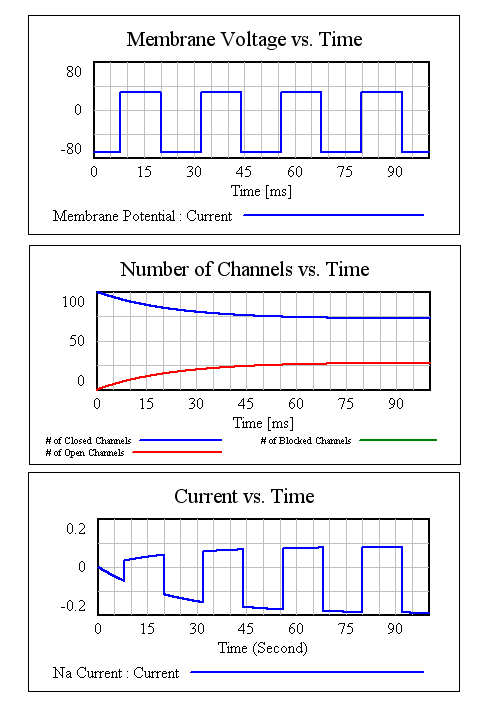 Membrane Voltage vs. Time
80
0
-80
0 15 30 45 60 75 90
Time [ms]
Membrane Potential : Current
Number of Channels vs. Time
100
50
0
0 15 30 45 60 75 90
Time [ms]
# of Closed Channels # of Blocked Channels
# of Open Channels
Current vs. Time
0.2
0
-0.2
0 15 30 45 60 75 90
Time (Second)
Na Current : Current